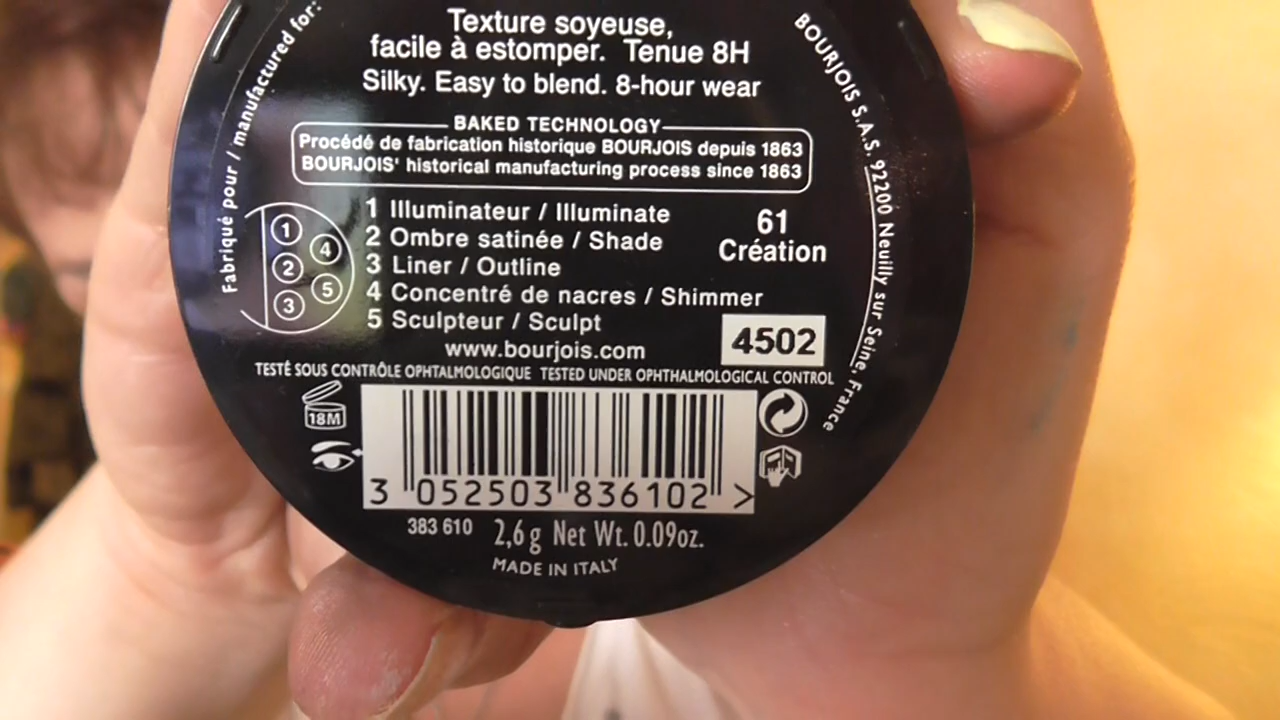 Texture soyeuse,
facile à estomper. Tenue 8H
Silky. Easy to blend. 8-hour wear
BAKED TECHNOLOGY
Procédé de fabrication historique BOURJOIS depuis 1863
BOURJOIS' historical manufacturing process since 1863
Fabriqué pour / manufactured for:
BOURJOIS S.A.S. 92200 Neuilly sur Seine, France
1
2
3
4
5
1 Illuminateur / Illuminate
2 Ombre satinée / Shade
3 Liner / Outline
4 Concentré de nacres / Shimmer
5 Sculpteur / Sculpt
61
Création
4502
www.bourjois.com
TESTÉ SOUS CONTRÔLE OPHTALMOLOGIQUE TESTED UNDER OPHTHALMOLOGICAL CONTROL
18M
3 052503 836102 >
383 610 2,6 g Net Wt. 0.09oz.
MADE IN ITALY